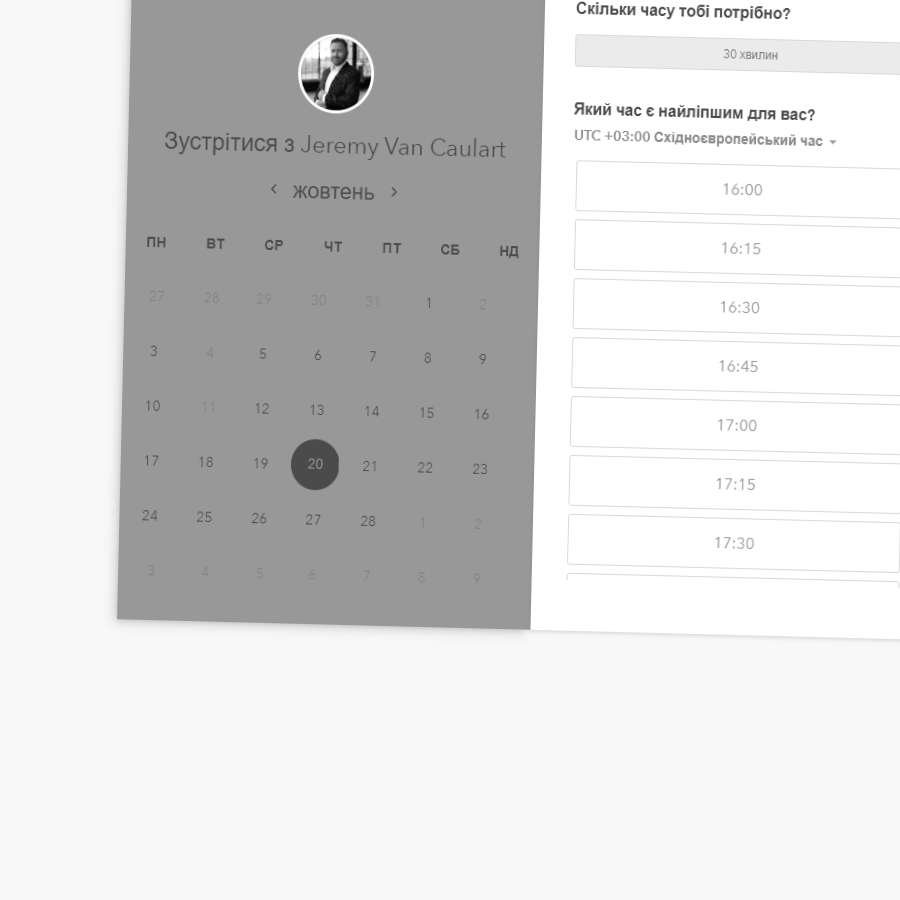 Зустрітися з Jeremy Van Caulart
жовтень
ПН ВТ СР ЧТ ПТ СБ НД
27 28 29 30 31 1 2
3 4 5 6 7 8 9
10 11 12 13 14 15 16
17 18 19 20 21 22 23
24 25 26 27 28 1 2
3 4 5 6 7 8 9
Скільки часу тобі потрібно?
30 хвилин
Який час є найліпшим для вас?
UTC +03:00 Східноєвропейський час
16:00
16:15
16:30
16:45
17:00
17:15
17:30